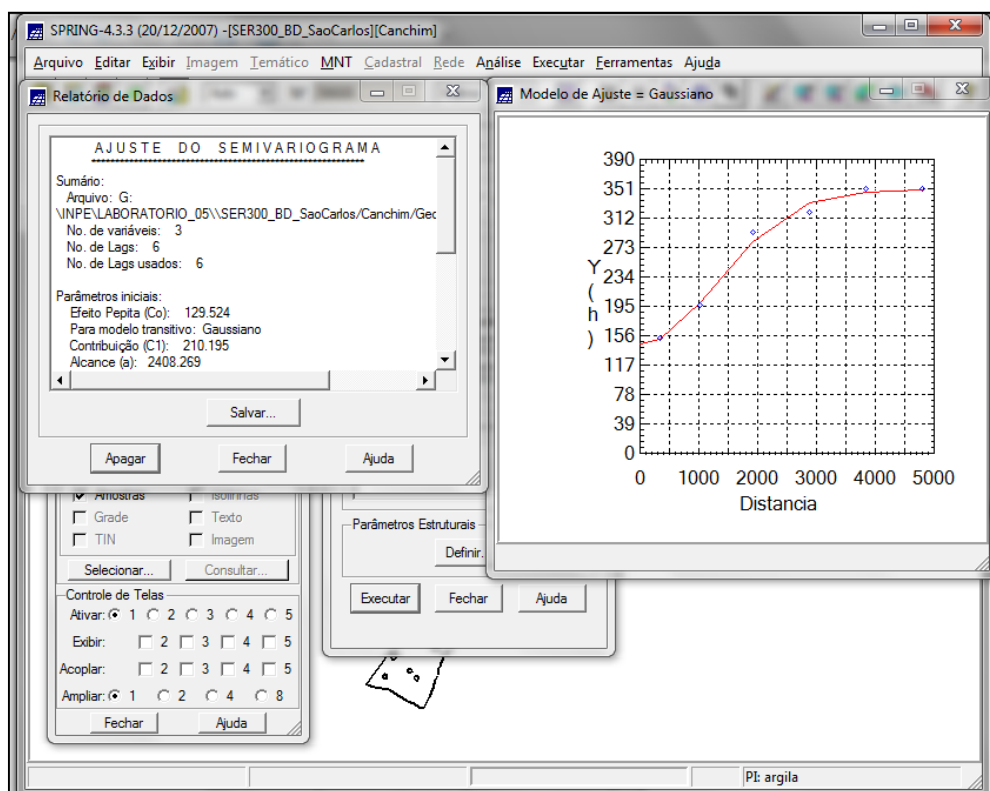 SPRING-4.3.3 (20/12/2007) -[SER300_BD_SaoCarlos][Canchim]
Arquivo Editar Exibir Imagem Temático MNT Cadastral Rede Análise Executar Ferramentas Ajuda
Relatório de Dados
AJUSTE DO SEMIVARIOGRAMA
Sumário:
Arquivo: G:
\INPE\LABORATORIO_05\\SER300_BD_SaoCarlos/Canchim/Geo
No. de variáveis: 3
No. de Lags: 6
No. de Lags usados: 6
Parâmetros iniciais:
Efeito Pepita (Co): 129.524
Para modelo transitivo: Gaussiano
Contribuição (C1): 210.195
Alcance (a): 2408.269
Salvar...
Apagar Fechar Ajuda
Modelo de Ajuste = Gaussiano
390
351
312
273
234
195
156
117
78
39
0
Y(h)
0 1000 2000 3000 4000 5000
Distancia
Amostras Isolinhas
Grade Texto
TIN Imagem
Selecionar... Consultar...
Controle de Telas
Ativar: 1 2 3 4 5
Exibir: 2 3 4 5
Acoplar: 2 3 4 5
Ampliar: 1 2 4 8
Fechar Ajuda
Parâmetros Estruturais
Definir.
Executar Fechar Ajuda
PI: argila